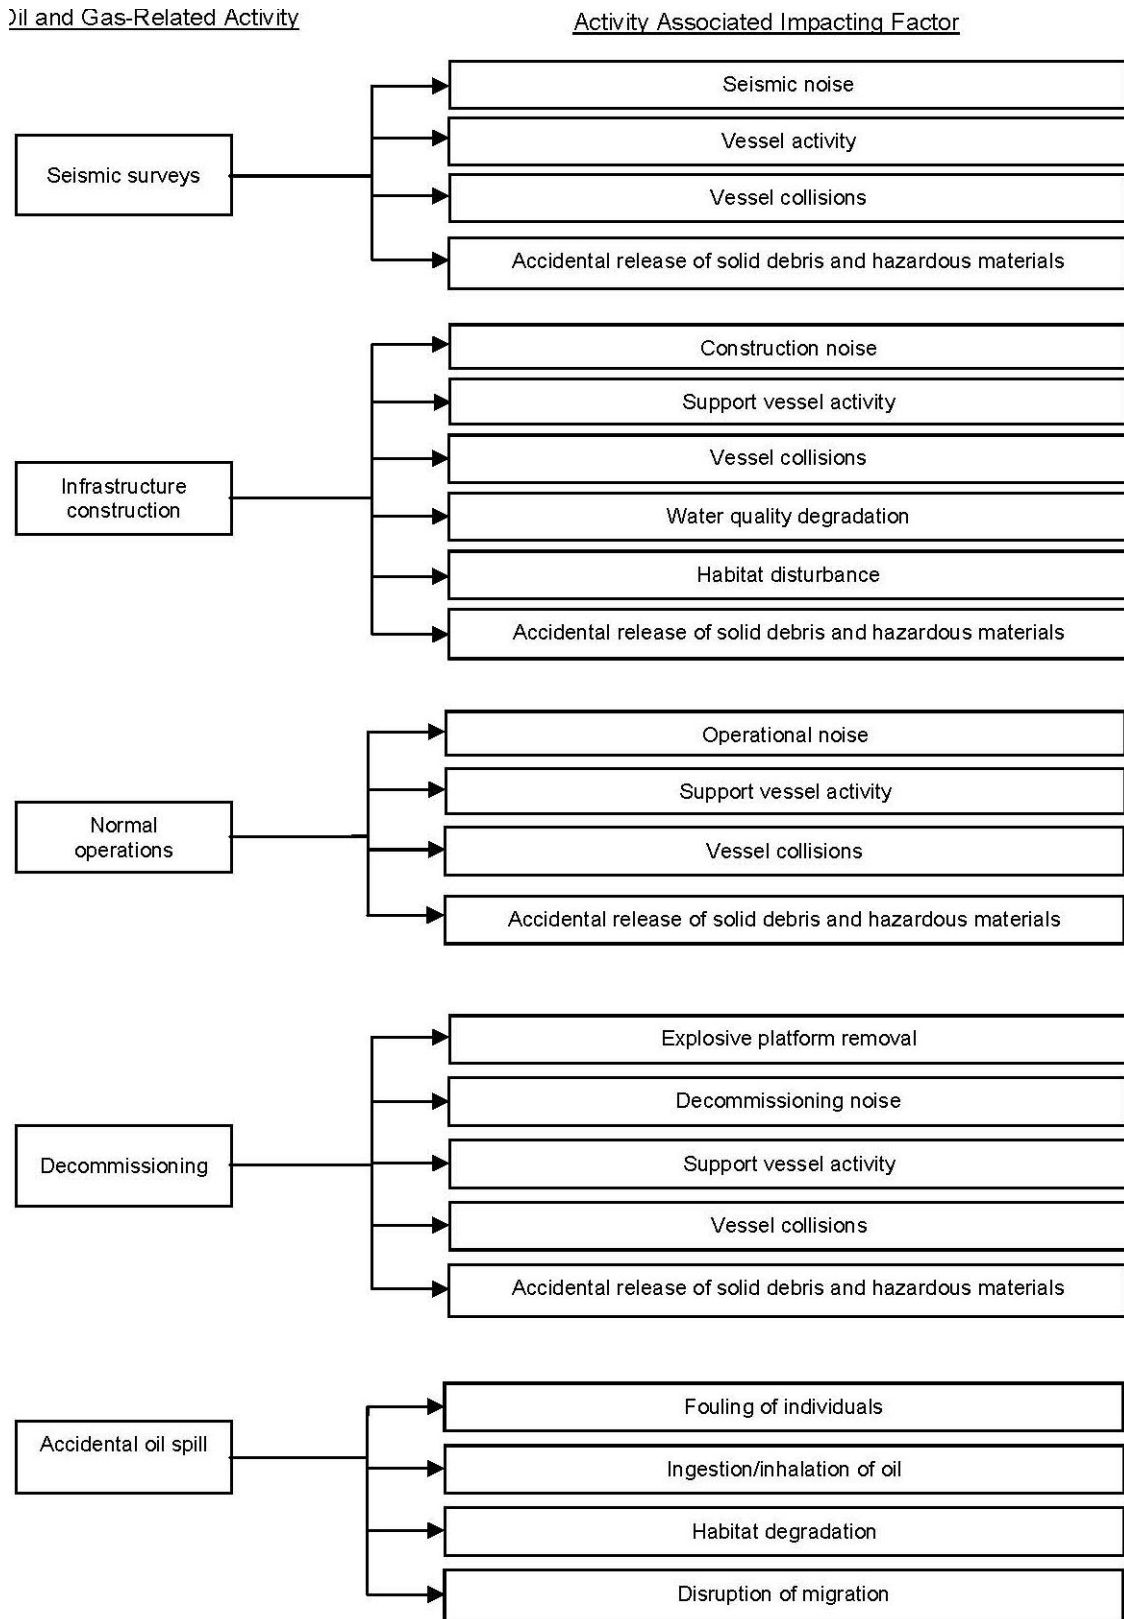 Oil and Gas-Related Activity
Activity Associated Impacting Factor
Seismic surveys
Seismic noise
Vessel activity
Vessel collisions
Accidental release of solid debris and hazardous materials
Infrastructure
construction
Construction noise
Support vessel activity
Vessel collisions
Water quality degradation
Habitat disturbance
Accidental release of solid debris and hazardous materials
Normal
operations
Operational noise
Support vessel activity
Vessel collisions
Accidental release of solid debris and hazardous materials
Decommissioning
Explosive platform removal
Decommissioning noise
Support vessel activity
Vessel collisions
Accidental release of solid debris and hazardous materials
Accidental oil spill
Fouling of individuals
Ingestion/inhalation of oil
Habitat degradation
Disruption of migration